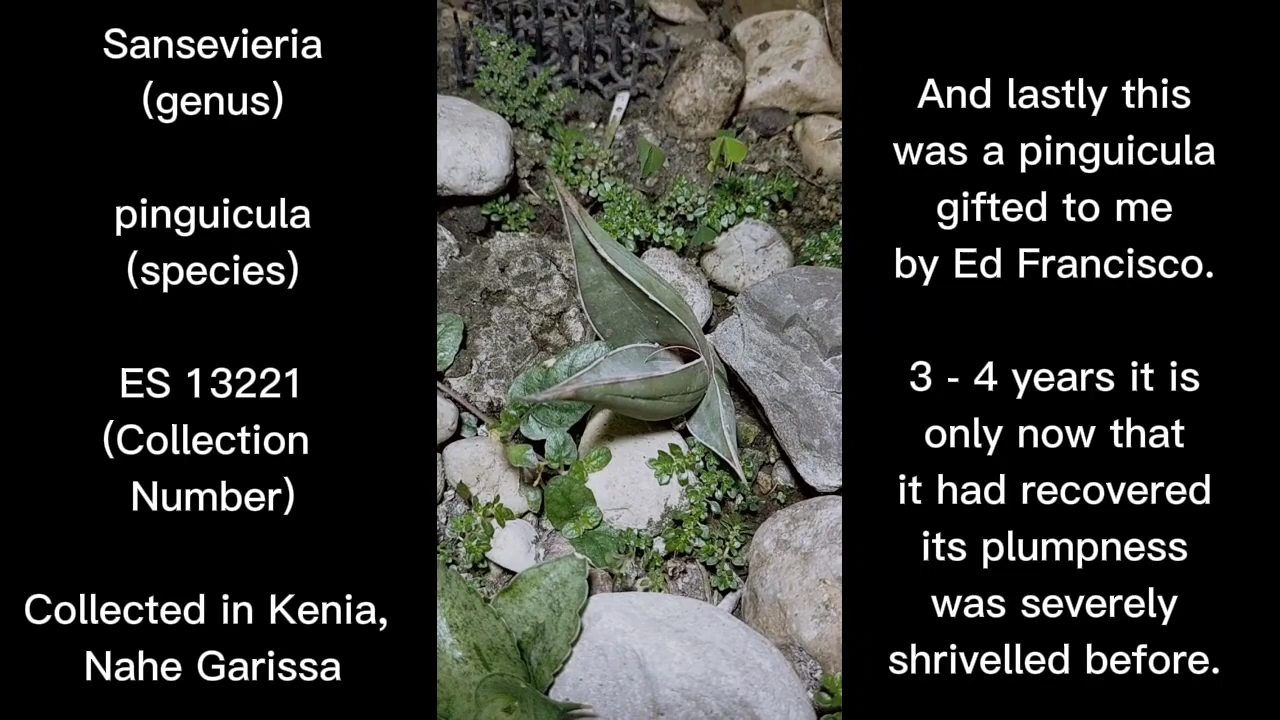 Sansevieria
(genus)
pinguicula
(species)
ES 13221
(Collection
Number)
Collected in Kenia,
Nahe Garissa
And lastly this
was a pinguicula
gifted to me
by Ed Francisco.
3 - 4 years it is
only now that
it had recovered
its plumpness
was severely
shrivelled before.